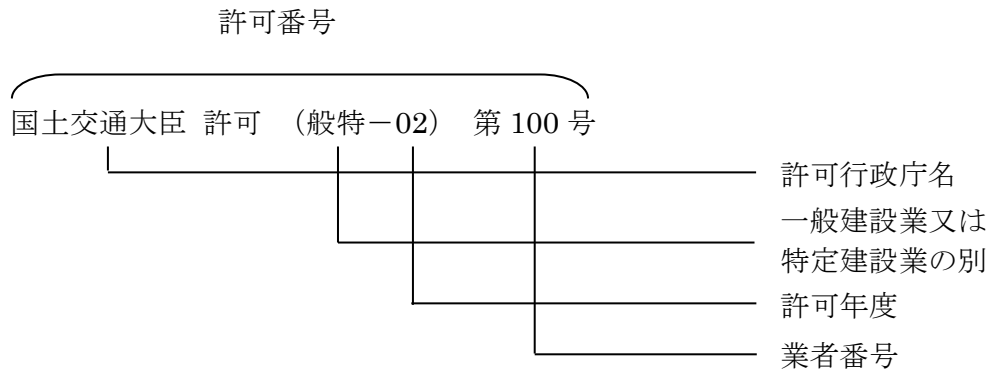 許可番号
国土交通大臣 許可 （般特－02） 第 100 号
許可行政庁名
一般建設業又は
特定建設業の別
許可年度
業者番号